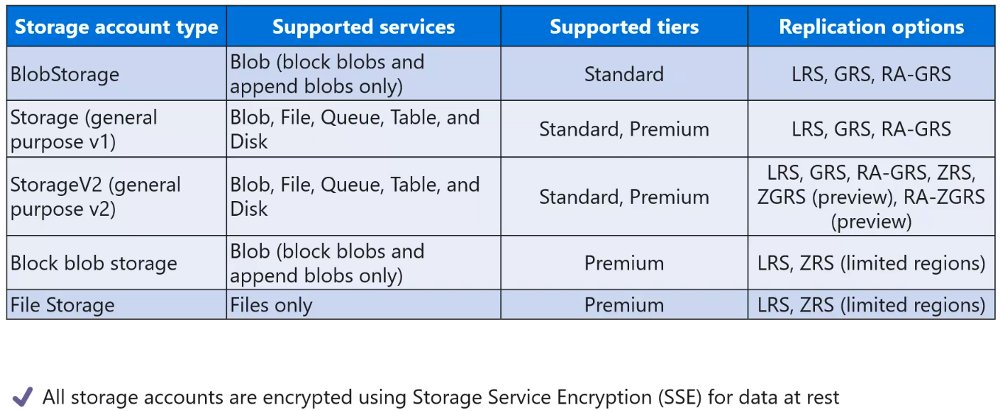 Storage account type Supported services Supported tiers Replication options
BlobStorage
Blob (block blobs and
append blobs only)
Standard
LRS, GRS, RA-GRS
Storage (general
purpose v1)
Blob, File, Queue, Table, and
Disk
Standard, Premium
LRS, GRS, RA-GRS
StorageV2 (general
purpose v2)
Blob, File, Queue, Table, and
Disk
Standard, Premium
LRS, GRS, RA-GRS, ZRS,
ZGRS (preview), RA-ZGRS
(preview)
Block blob storage
Blob (block blobs and
append blobs only)
Premium
LRS, ZRS (limited regions)
File Storage
Files only
Premium
LRS, ZRS (limited regions)
All storage accounts are encrypted using Storage Service Encryption (SSE) for data at rest